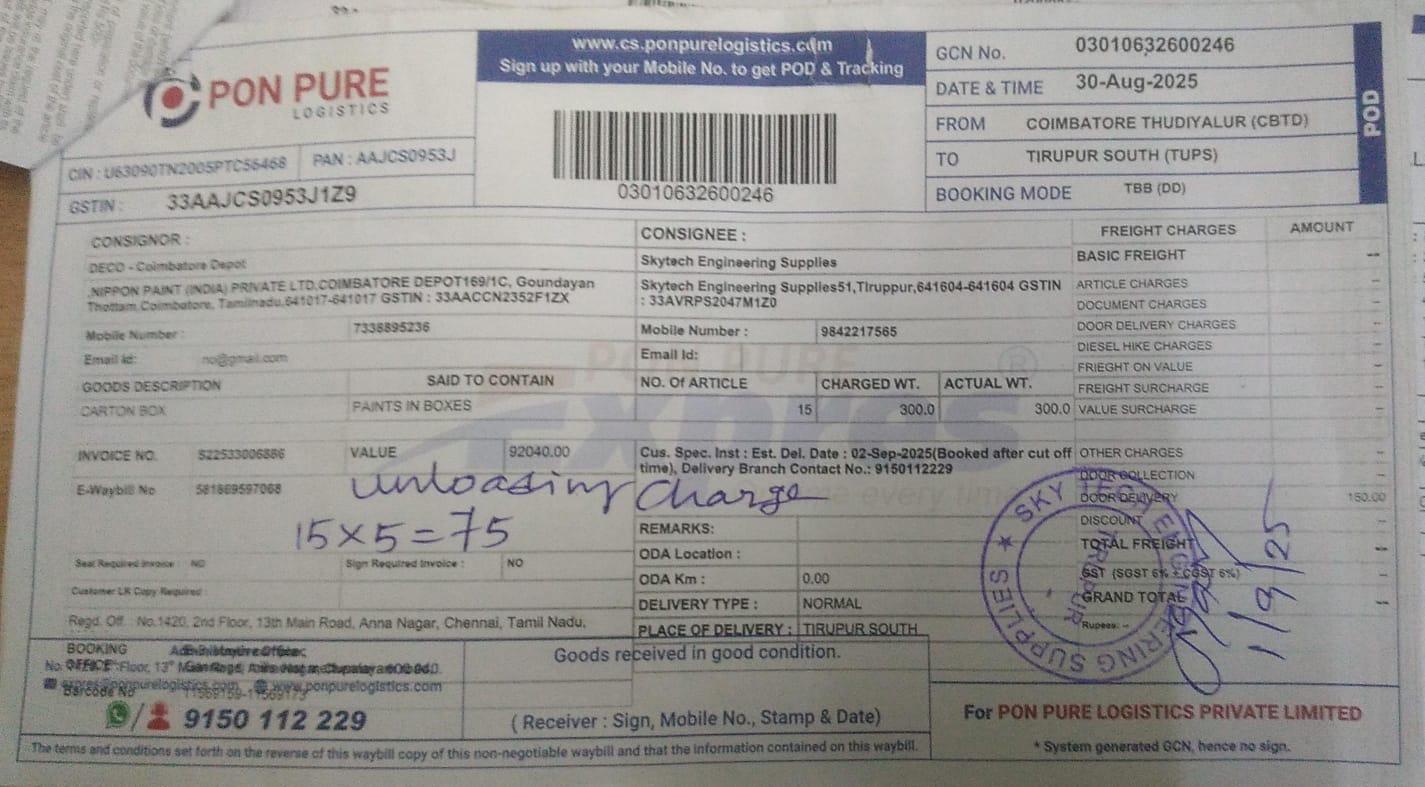 PON PURE
LOGISTICS
www.cs.ponpurelogistics.com
Sign up with your Mobile No. to get POD & Tracking
03010632600246
GCN No. 03010632600246
DATE & TIME 30-Aug-2025
FROM COIMBATORE THUDIYALUR (CBTD)
TO TIRUPUR SOUTH (TUPS)
BOOKING MODE TBB (DD)
POD
CIN : U63090TN2005PTC56468 PAN : AAJCS0953J
GSTIN : 33AAJCS0953J1Z9
CONSIGNOR :
DECO - Coimbatore Depot
,NIPPON PAINT (INDIA) PRIVATE LTD,COIMBATORE DEPOT169/1C, Goundayan
Thottam,Coimbatore, Tamilnadu,641017-641017 GSTIN : 33AACCN2352F1ZX
Mobile Number : 7338895236
Email Id: no@gmail.com
GOODS DESCRIPTION SAID TO CONTAIN
CARTON BOX PAINTS IN BOXES
INVOICE NO. S22533006886 VALUE 92040.00
E-Waybill No 581869597068
unloading Charge
15×5=75
Seal Required Invoice : NO Sign Required Invoice : NO
Customer LR Copy Required :
CONSIGNEE :
Skytech Engineering Supplies
Skytech Engineering Supplies51,Tiruppur,641604-641604 GSTIN
: 33AVRPS2047M1Z0
Mobile Number : 9842217565
Email Id:
NO. Of ARTICLE CHARGED WT. ACTUAL WT.
15 300.0 300.0
Cus. Spec. Inst : Est. Del. Date : 02-Sep-2025(Booked after cut off
time), Delivery Branch Contact No.: 9150112229
REMARKS:
ODA Location :
ODA Km : 0.00
DELIVERY TYPE : NORMAL
PLACE OF DELIVERY : TIRUPUR SOUTH
FREIGHT CHARGES AMOUNT
BASIC FREIGHT --
ARTICLE CHARGES -
DOCUMENT CHARGES -
DOOR DELIVERY CHARGES -
DIESEL HIKE CHARGES -
FRIEGHT ON VALUE -
FREIGHT SURCHARGE -
VALUE SURCHARGE -
OTHER CHARGES -
DOOR COLLECTION -
DOOR DELIVERY 150.00
DISCOUNT -
TOTAL FREIGHT --
GST (SGST 6% + CGST 6%) -
GRAND TOTAL --
Rupees: --
PON PURE
Expres
®
★ SKY TECH ENGINEERING SUPPLIES
TIRUPUR
1/9/25
Regd. Off : No.1420, 2nd Floor, 13th Main Road, Anna Nagar, Chennai, Tamil Nadu,
BOOKING
OFFICE
www.ponpurelogistics.com
Barcode No 11569159-11569173
9150 112 229
Goods received in good condition.
( Receiver : Sign, Mobile No., Stamp & Date)
For PON PURE LOGISTICS PRIVATE LIMITED
* System generated GCN, hence no sign.
The terms and conditions set forth on the reverse of this waybill copy of this non-negotiable waybill and that the information contained on this waybill.